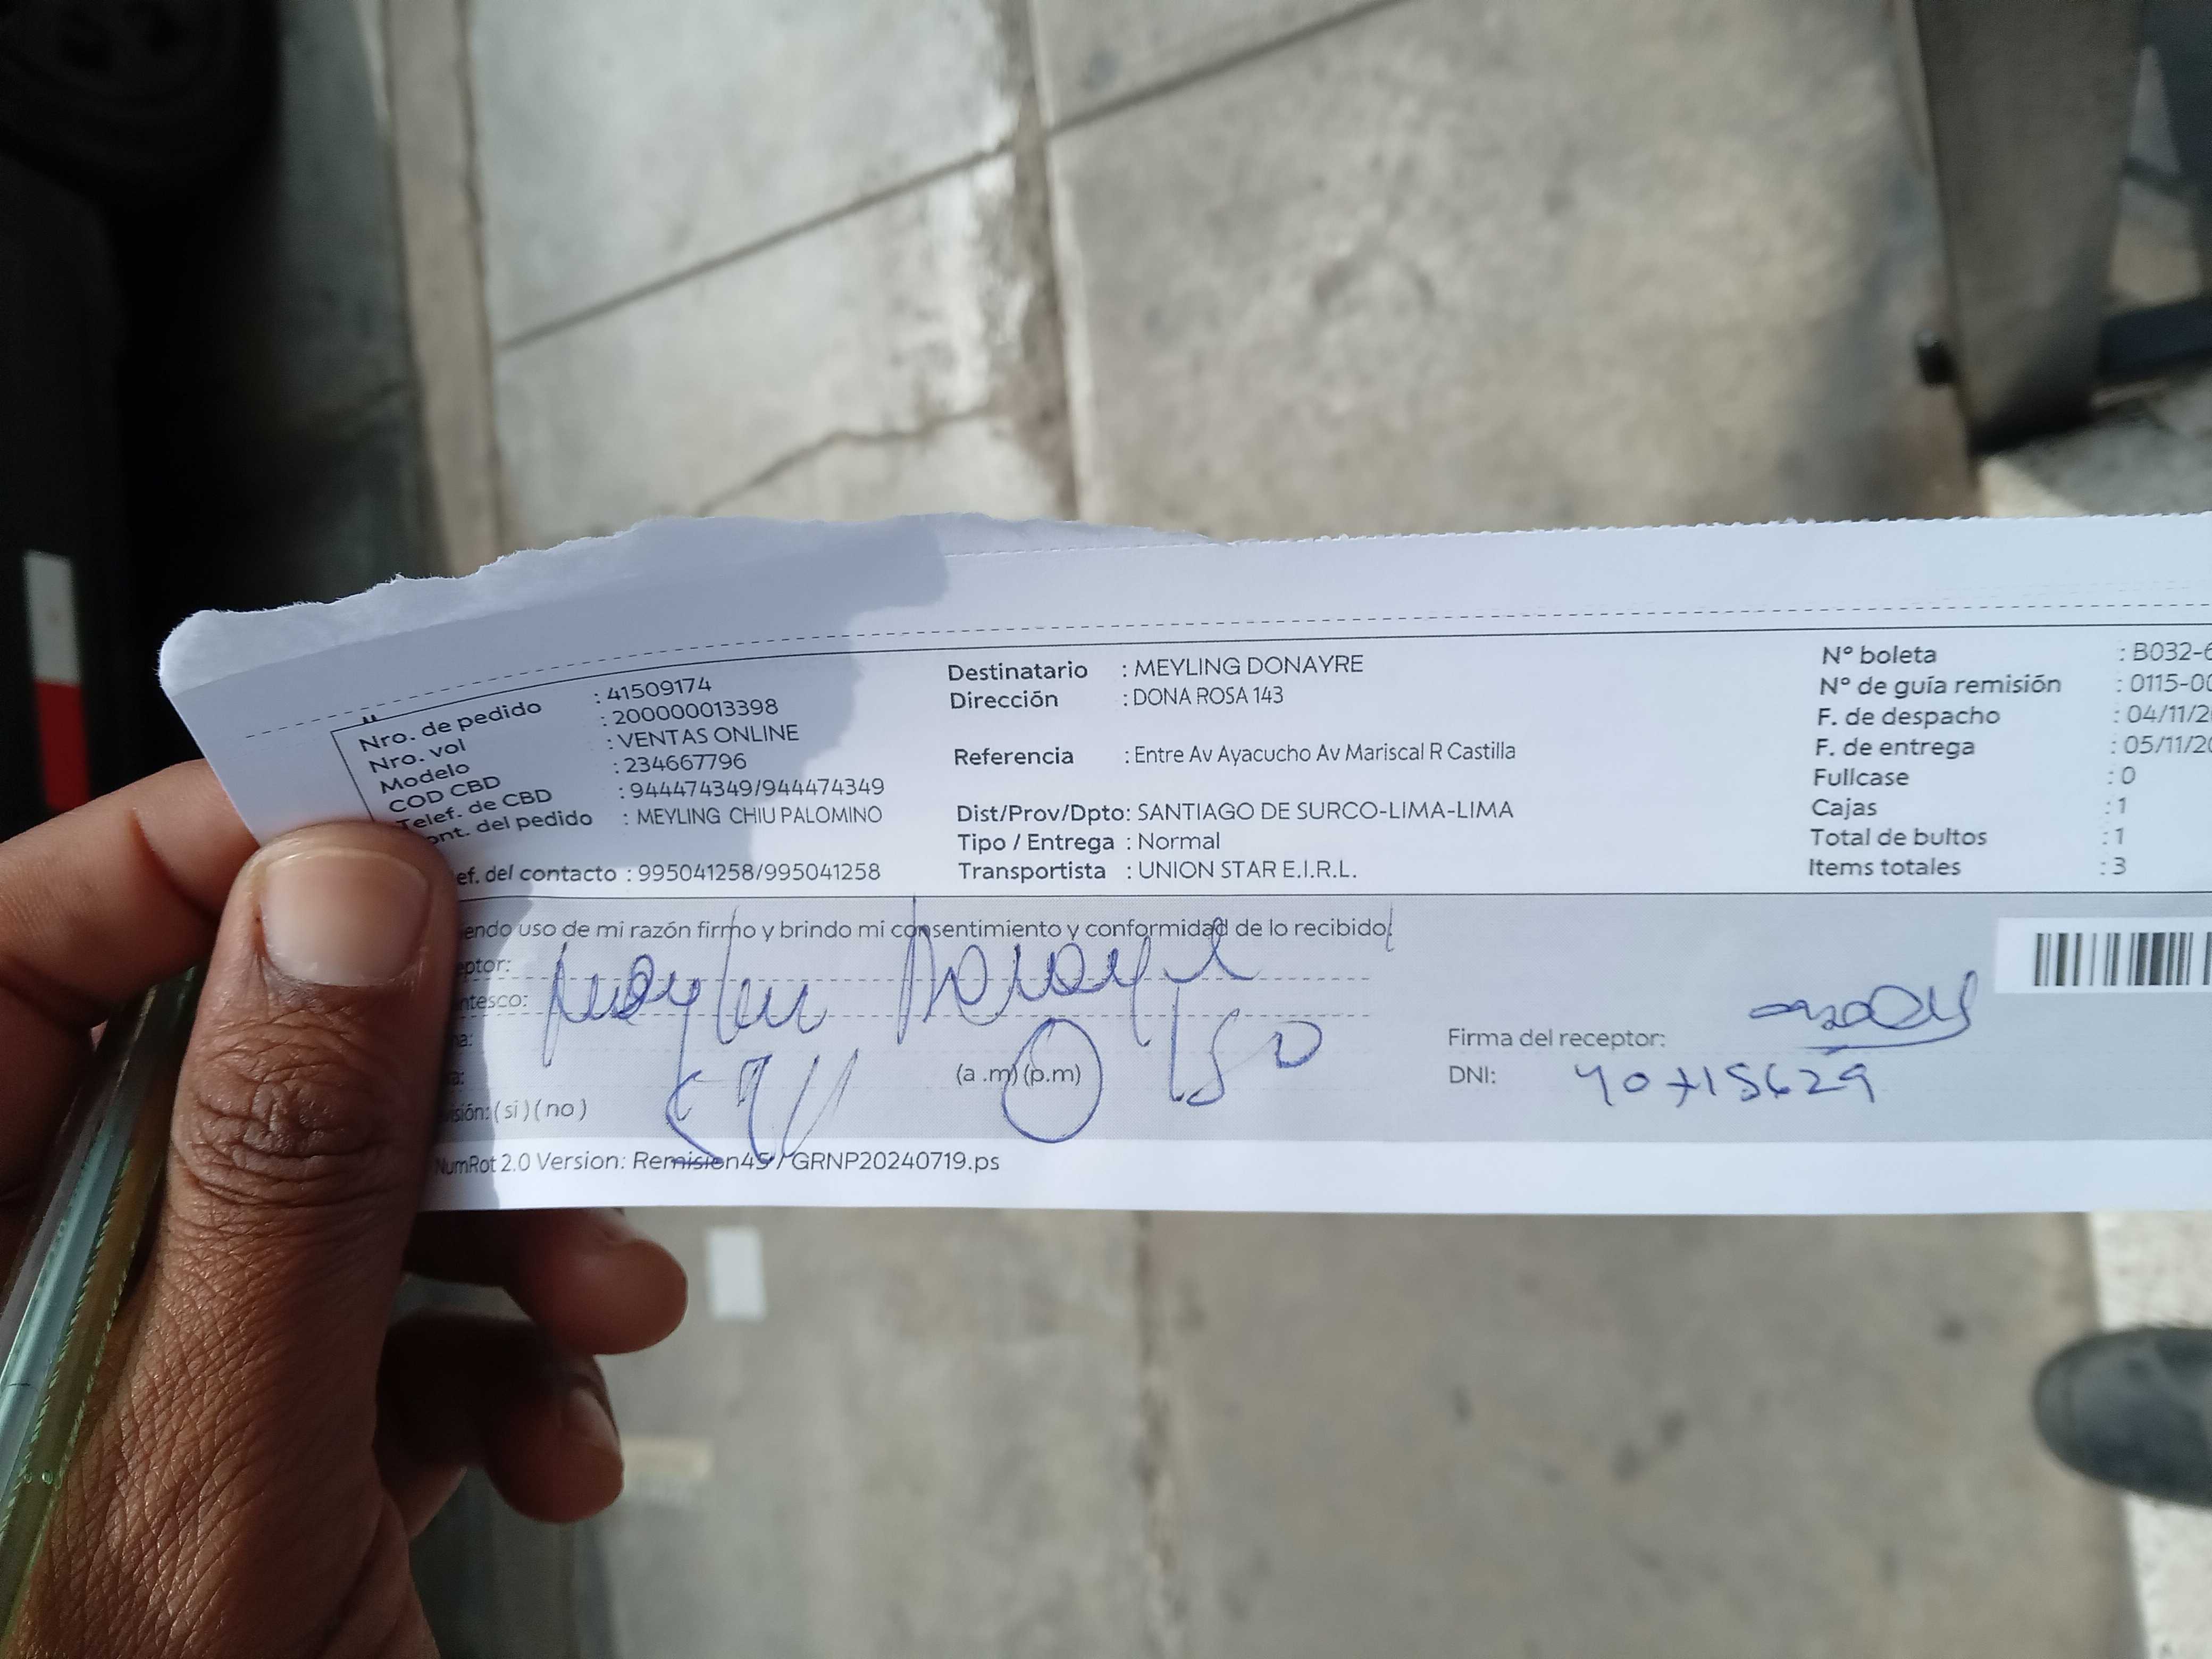 Nro. de pedido : 41509174
Nro. vol : 200000013398
Modelo : VENTAS ONLINE
COD CBD : 234667796
Telef. de CBD : 944474349/944474349
ont. del pedido : MEYLING CHIU PALOMINO
ef. del contacto : 995041258/995041258
Destinatario : MEYLING DONAYRE
Dirección : DONA ROSA 143
Referencia : Entre Av Ayacucho Av Mariscal R Castilla
Dist/Prov/Dpto: SANTIAGO DE SURCO-LIMA-LIMA
Tipo / Entrega : Normal
Transportista : UNION STAR E.I.R.L.
N° boleta : B032-6
N° de guía remisión : 0115-00
F. de despacho : 04/11/20
F. de entrega : 05/11/20
Fullcase : 0
Cajas : 1
Total de bultos : 1
Items totales : 3
endo uso de mi razón firmo y brindo mi consentimiento y conformidad de lo recibido
eptor:
ntesco:
Donayre
a:
(a .m) (p.m) 150
isión: ( si ) ( no )
Firma del receptor:
DNI: 40715629
NumRot 2.0 Version: Remision45 / GRNP20240719.ps